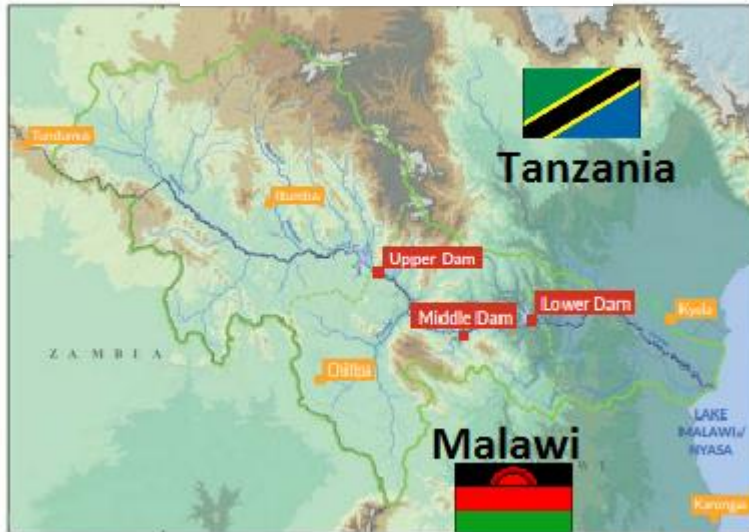 Tanzania
Tunduma
Upper Dam
Lower Dam
Middle Dam
Kyela
ZAMBIA
Chitipa
LAKE
MALAWI/
NYASA
Malawi
Karonga